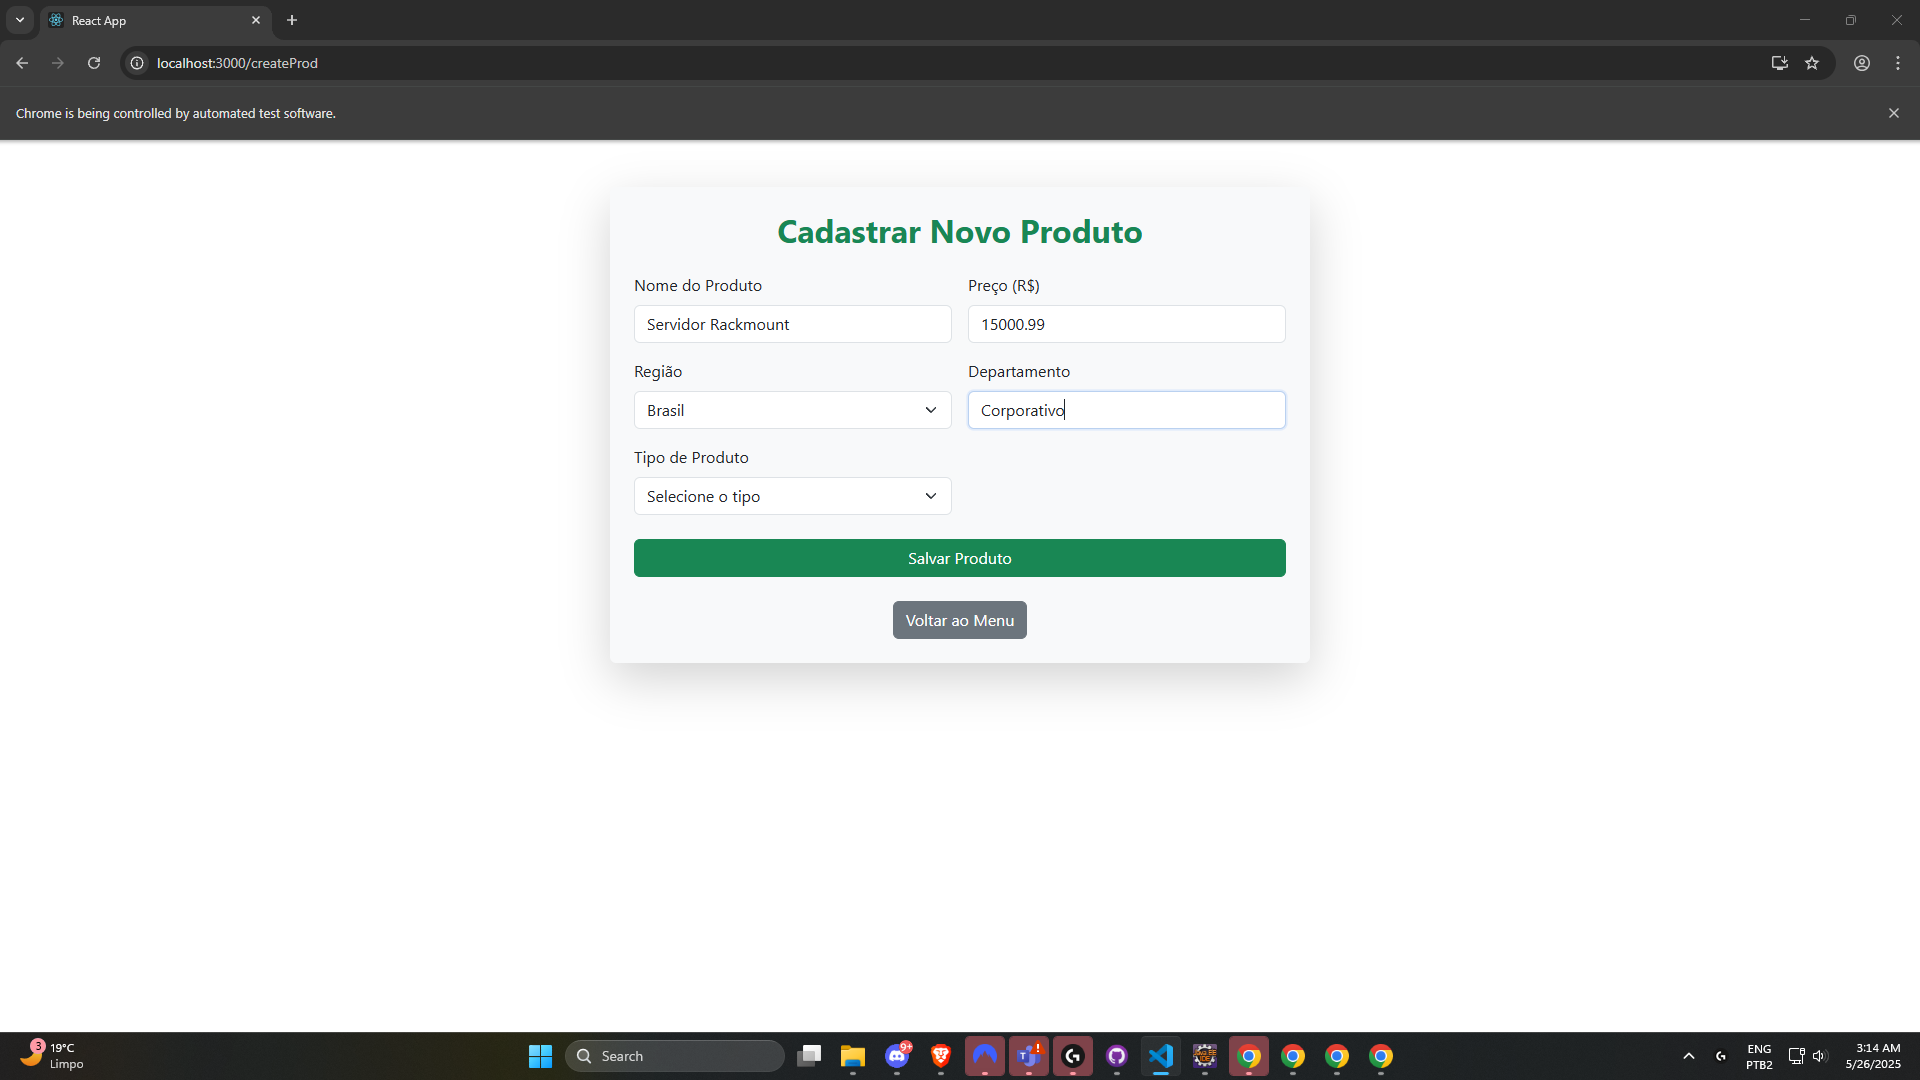 React App
localhost:3000/createProd
Chrome is being controlled by automated test software.
Cadastrar Novo Produto
Nome do Produto
Preço (R$)
Servidor Rackmount
15000.99
Região
Departamento
Brasil
Corporativo
Tipo de Produto
Selecione o tipo
Salvar Produto
Voltar ao Menu
3
19°C
Limpo
Search
9+
ENG
PTB2
3:14 AM
5/26/2025